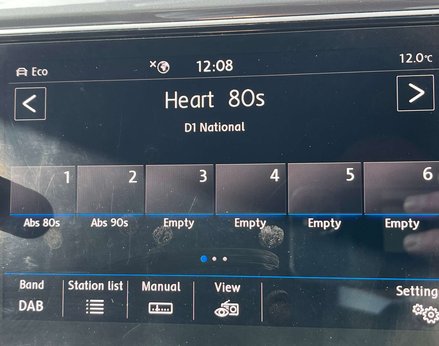 Eco 12:08 12.0°C
Heart 80s
D1 National
1 2 3 4 5 6
Abs 80s Abs 90s Empty Empty Empty Empty
Band Station list Manual View Setting
DAB